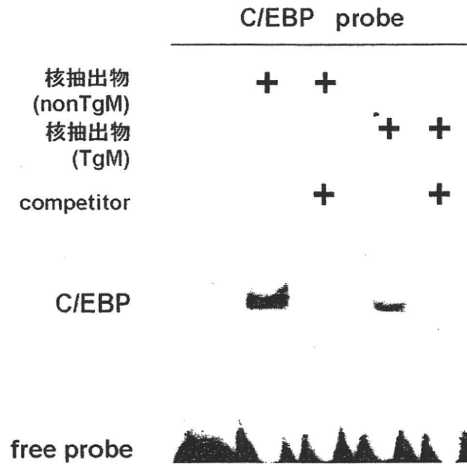 C/EBP probe
核抽出物 + +
(nonTgM)
核抽出物 + +
(TgM)
competitor + +
C/EBP
free probe